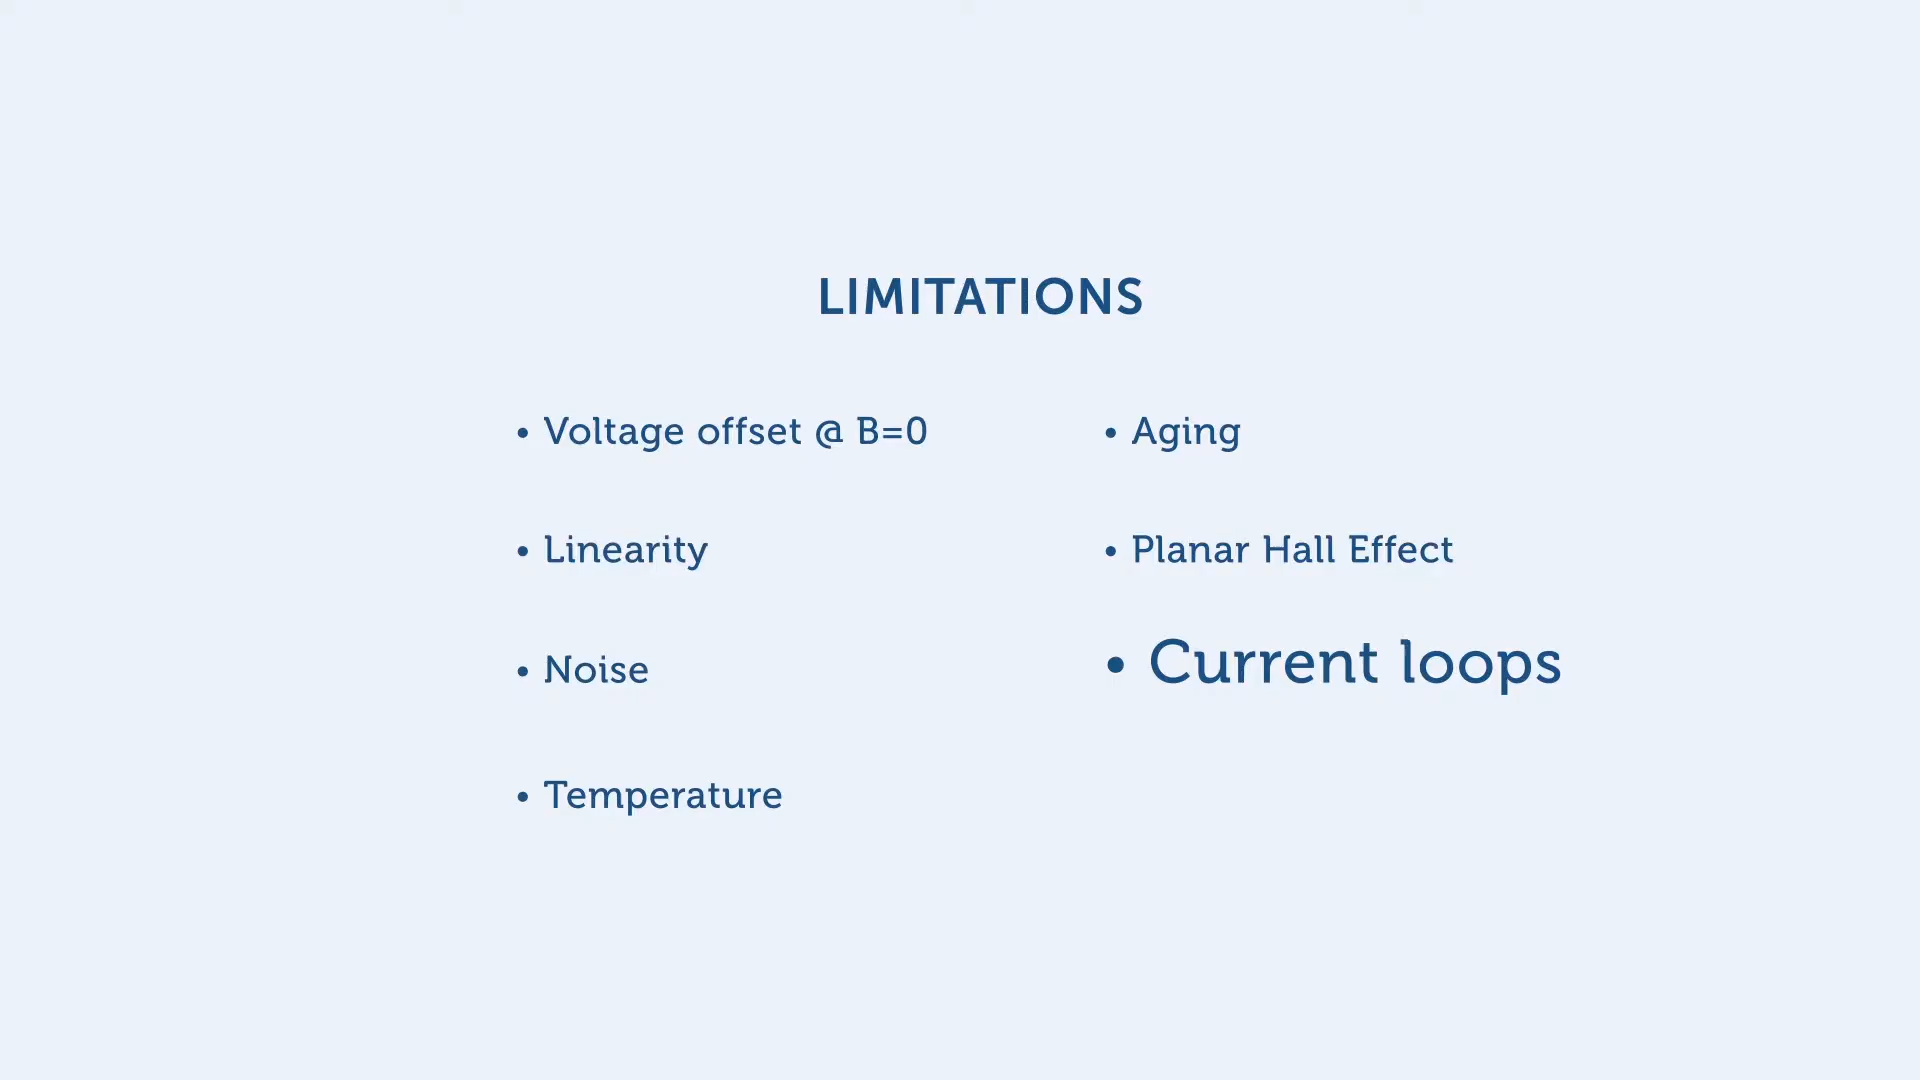 LIMITATIONS
• Voltage offset @ B=0
• Linearity
• Noise
• Temperature
• Aging
• Planar Hall Effect
• Current loops